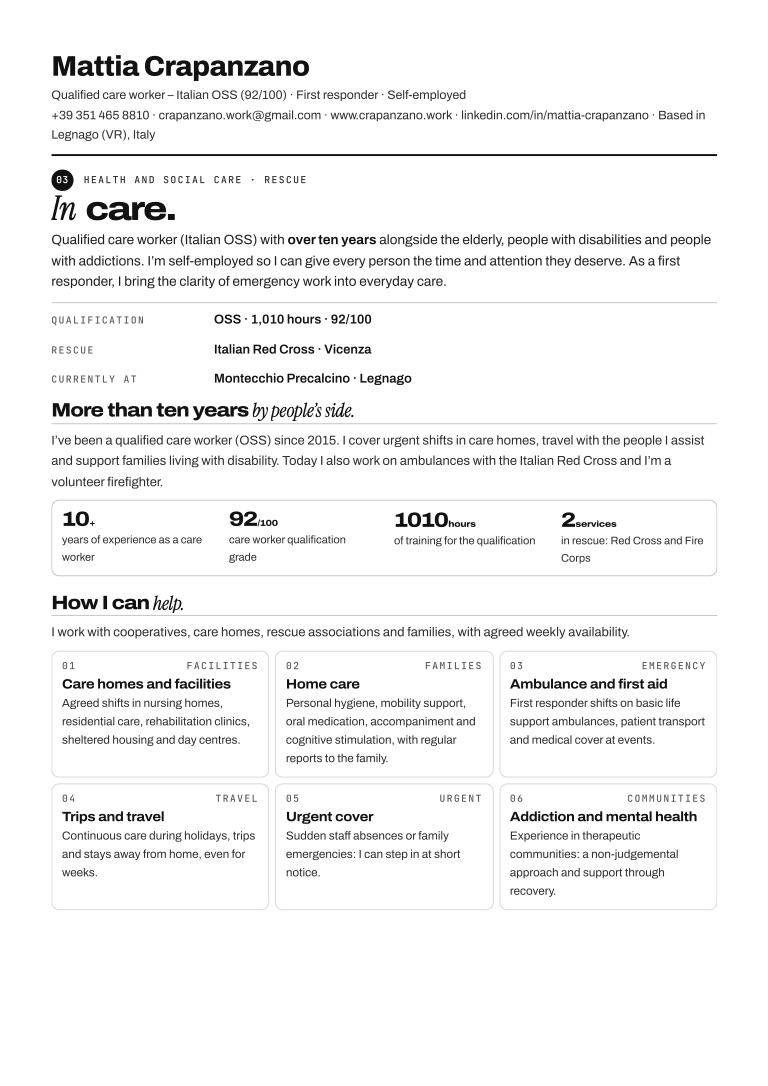 Mattia Crapanzano
Qualified care worker – Italian OSS (92/100) · First responder · Self-employed
+39 351 465 8810 · crapanzano.work@gmail.com · www.crapanzano.work · linkedin.com/in/mattia-crapanzano · Based in
Legnago (VR), Italy
03 HEALTH AND SOCIAL CARE · RESCUE
In care.
Qualified care worker (Italian OSS) with over ten years alongside the elderly, people with disabilities and people
with addictions. I’m self-employed so I can give every person the time and attention they deserve. As a first
responder, I bring the clarity of emergency work into everyday care.
QUALIFICATION OSS · 1,010 hours · 92/100
RESCUE Italian Red Cross · Vicenza
CURRENTLY AT Montecchio Precalcino · Legnago
More than ten years by people’s side.
I’ve been a qualified care worker (OSS) since 2015. I cover urgent shifts in care homes, travel with the people I assist
and support families living with disability. Today I also work on ambulances with the Italian Red Cross and I’m a
volunteer firefighter.
10+
years of experience as a care
worker
92/100
care worker qualification
grade
1010hours
of training for the qualification
2services
in rescue: Red Cross and Fire
Corps
How I can help.
I work with cooperatives, care homes, rescue associations and families, with agreed weekly availability.
01 FACILITIES
Care homes and facilities
Agreed shifts in nursing homes,
residential care, rehabilitation clinics,
sheltered housing and day centres.
02 FAMILIES
Home care
Personal hygiene, mobility support,
oral medication, accompaniment and
cognitive stimulation, with regular
reports to the family.
03 EMERGENCY
Ambulance and first aid
First responder shifts on basic life
support ambulances, patient transport
and medical cover at events.
04 TRAVEL
Trips and travel
Continuous care during holidays, trips
and stays away from home, even for
weeks.
05 URGENT
Urgent cover
Sudden staff absences or family
emergencies: I can step in at short
notice.
06 COMMUNITIES
Addiction and mental health
Experience in therapeutic
communities: a non-judgemental
approach and support through
recovery.